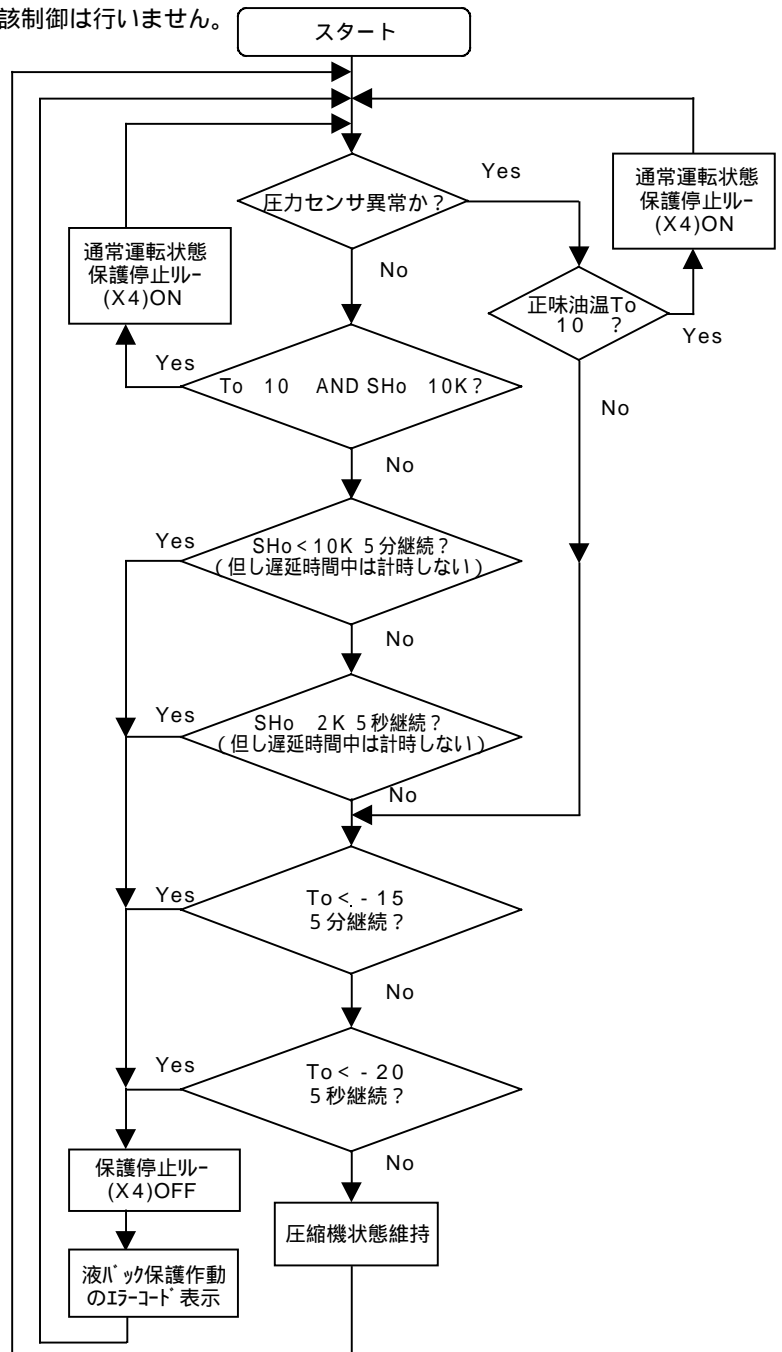 該制御は行いません。
スタート
圧力センサ異常か？
Yes
通常運転状態
保護停止ﾘﾚｰ
(X4)ON
No
通常運転状態
保護停止ﾘﾚｰ
(X4)ON
正味油温To
10 ？
Yes
No
Yes
To 10 AND SHo 10K？
No
Yes
SHo＜10K 5分継続？
（但し遅延時間中は計時しない）
No
Yes
SHo 2K 5秒継続？
（但し遅延時間中は計時しない）
No
Yes
To＜-15
5分継続？
No
Yes
To＜-20
5秒継続？
No
保護停止ﾘﾚｰ
(X4)OFF
圧縮機状態維持
液ﾊﾞｯｸ保護作動
のｴﾗｰｺｰﾄﾞ表示